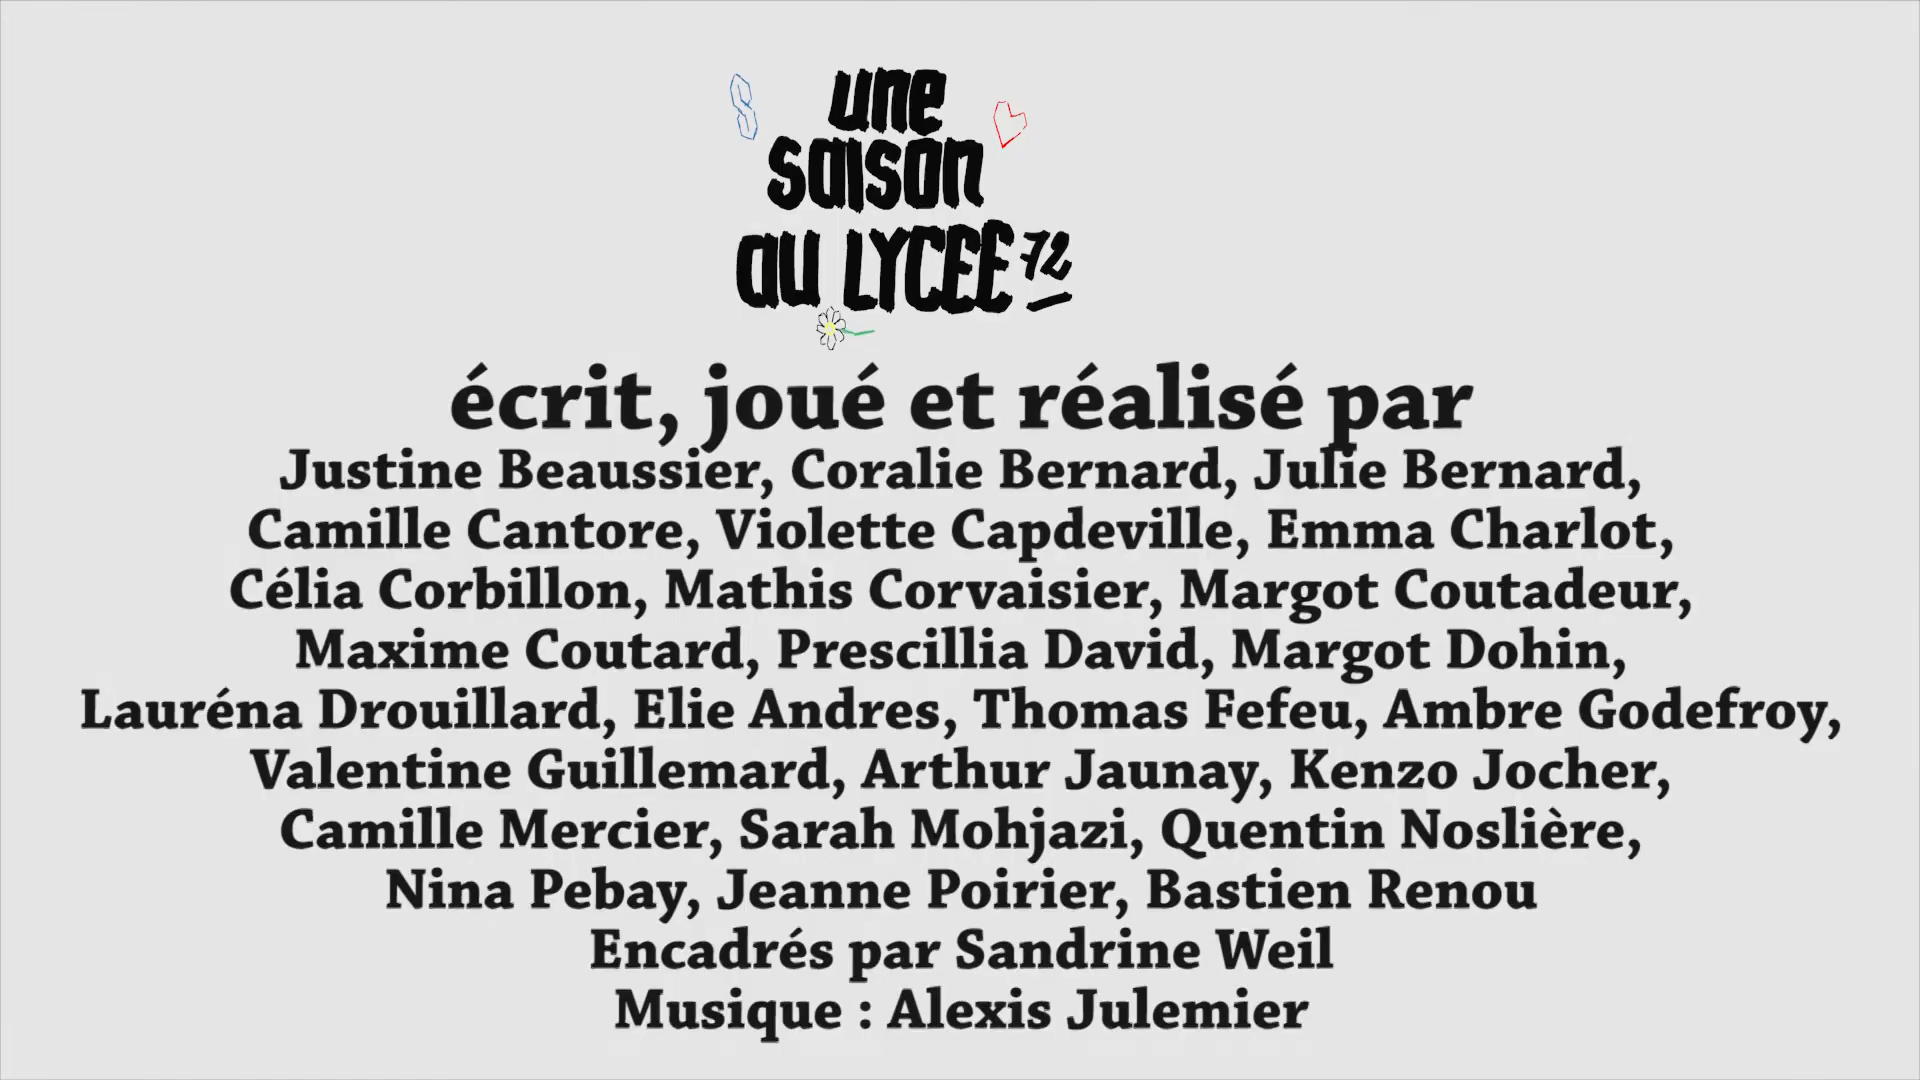 une
saison
au LYCEE 72
écrit, joué et réalisé par
Justine Beaussier, Coralie Bernard, Julie Bernard,
Camille Cantore, Violette Capdeville, Emma Charlot,
Célia Corbillon, Mathis Corvaisier, Margot Coutadeur,
Maxime Coutard, Prescillia David, Margot Dohin,
Lauréna Drouillard, Elie Andres, Thomas Fefeu, Ambre Godefroy,
Valentine Guillemard, Arthur Jaunay, Kenzo Jocher,
Camille Mercier, Sarah Mohjazi, Quentin Noslière,
Nina Pebay, Jeanne Poirier, Bastien Renou
Encadrés par Sandrine Weil
Musique : Alexis Julemier